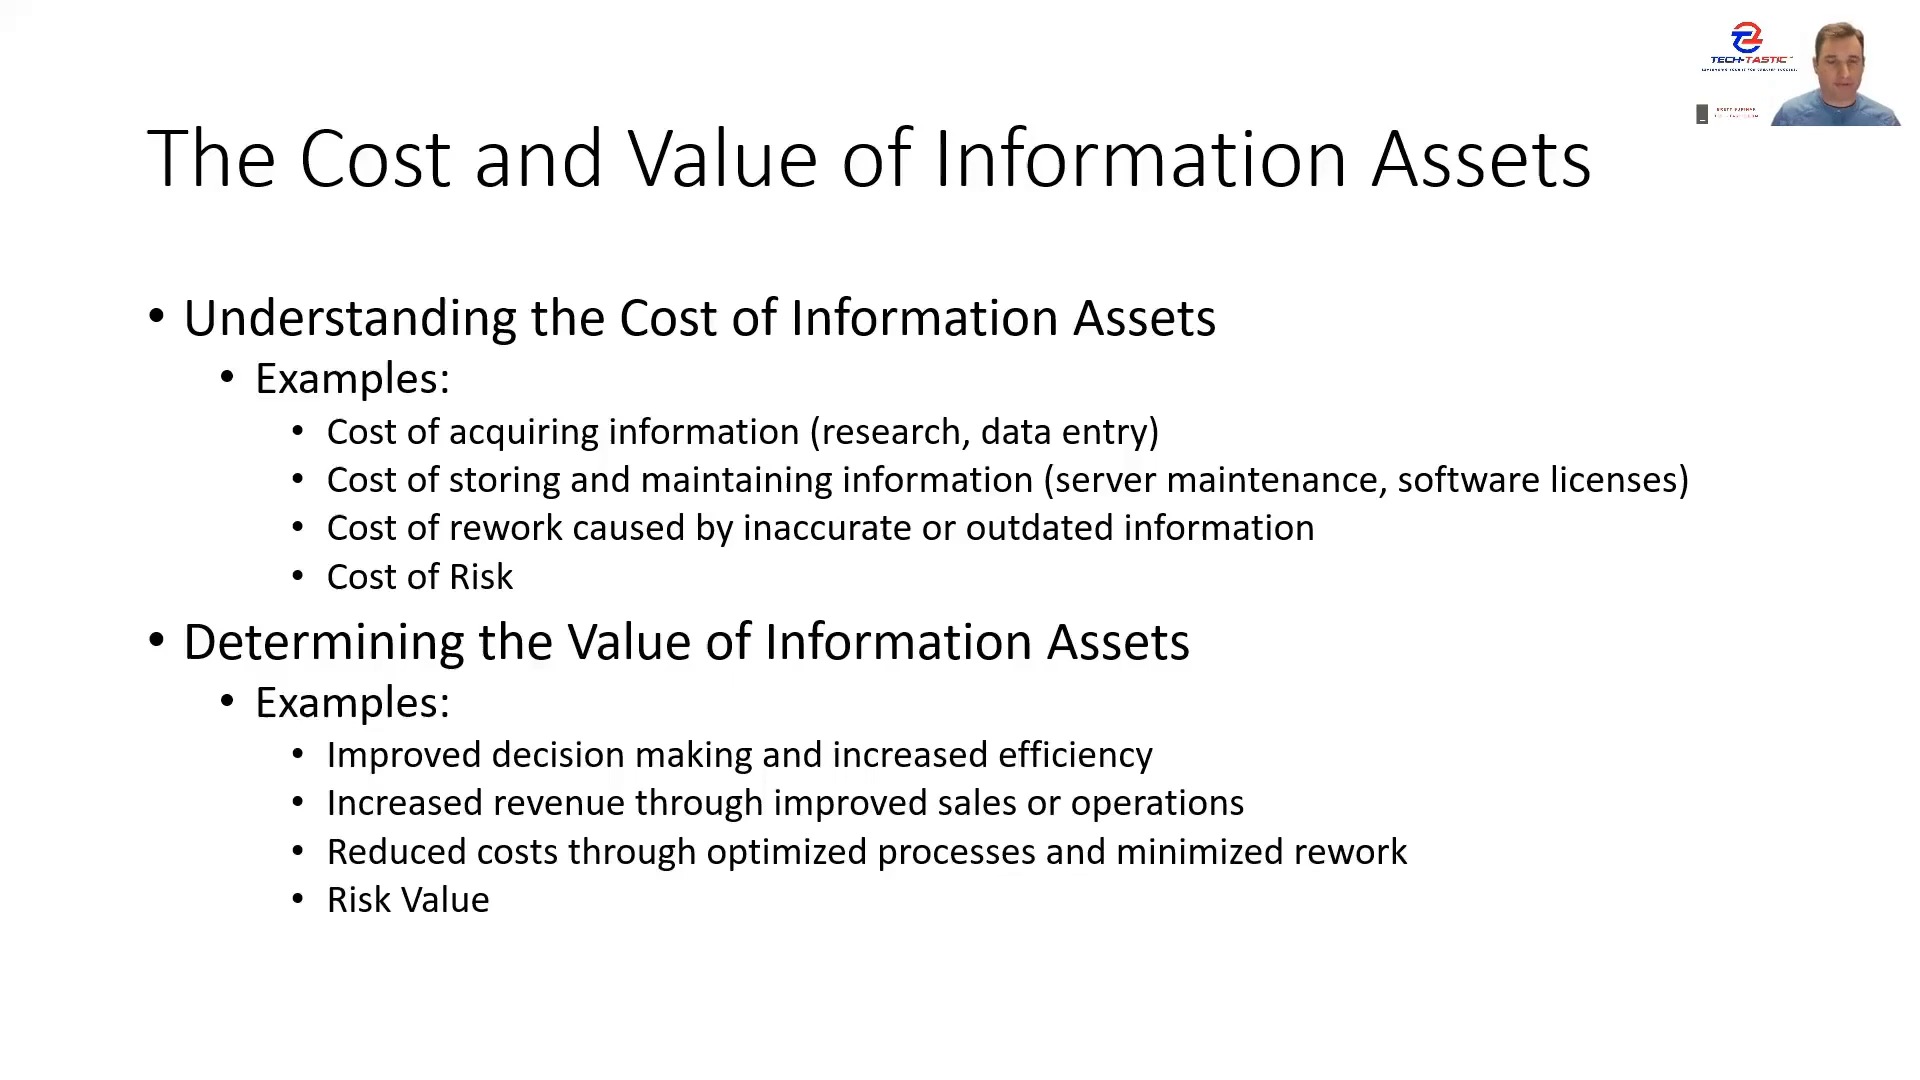 TECH-TASTIC
The Cost and Value of Information Assets
• Understanding the Cost of Information Assets
• Examples:
• Cost of acquiring information (research, data entry)
• Cost of storing and maintaining information (server maintenance, software licenses)
• Cost of rework caused by inaccurate or outdated information
• Cost of Risk
• Determining the Value of Information Assets
• Examples:
• Improved decision making and increased efficiency
• Increased revenue through improved sales or operations
• Reduced costs through optimized processes and minimized rework
• Risk Value